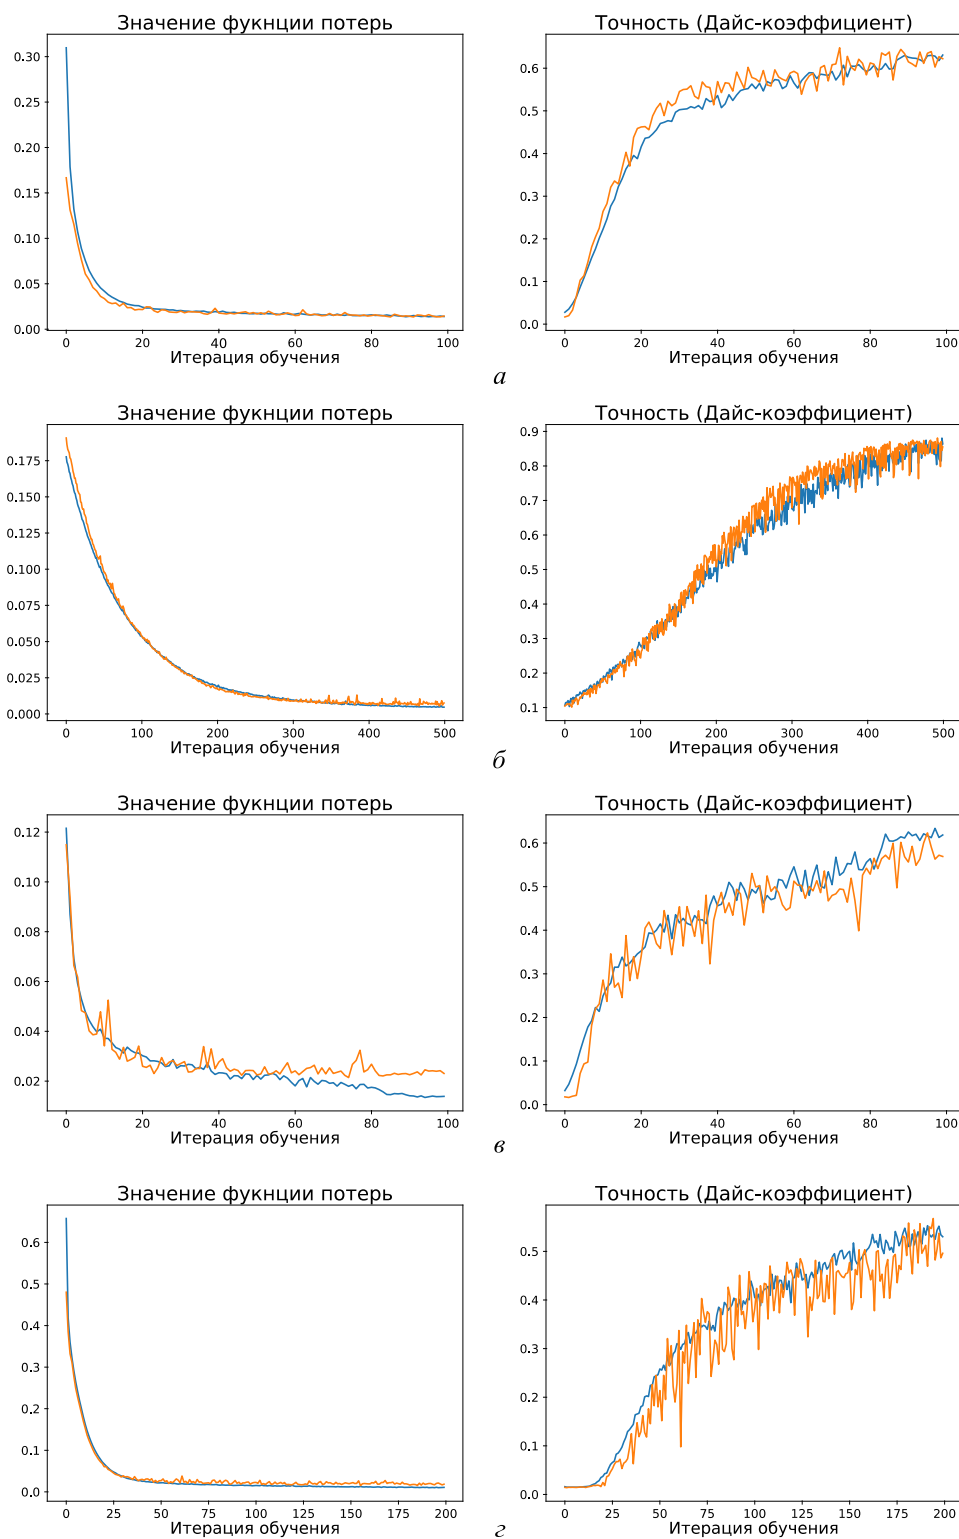 Значение фукнции потерь
Точность (Дайс-коэффициент)
0.30
0.25
0.20
0.15
0.10
0.05
0.00
0 20 40 60 80 100
Итерация обучения
0.6
0.5
0.4
0.3
0.2
0.1
0.0
0 20 40 60 80 100
Итерация обучения
а
Значение фукнции потерь
Точность (Дайс-коэффициент)
0.175
0.150
0.125
0.100
0.075
0.050
0.025
0.000
0 100 200 300 400 500
Итерация обучения
0.9
0.8
0.7
0.6
0.5
0.4
0.3
0.2
0.1
0 100 200 300 400 500
Итерация обучения
б
Значение фукнции потерь
Точность (Дайс-коэффициент)
0.12
0.10
0.08
0.06
0.04
0.02
0 20 40 60 80 100
Итерация обучения
0.6
0.5
0.4
0.3
0.2
0.1
0.0
0 20 40 60 80 100
Итерация обучения
в
Значение фукнции потерь
Точность (Дайс-коэффициент)
0.6
0.5
0.4
0.3
0.2
0.1
0.0
0 25 50 75 100 125 150 175 200
Итерация обучения
0.5
0.4
0.3
0.2
0.1
0.0
0 25 50 75 100 125 150 175 200
Итерация обучения
г